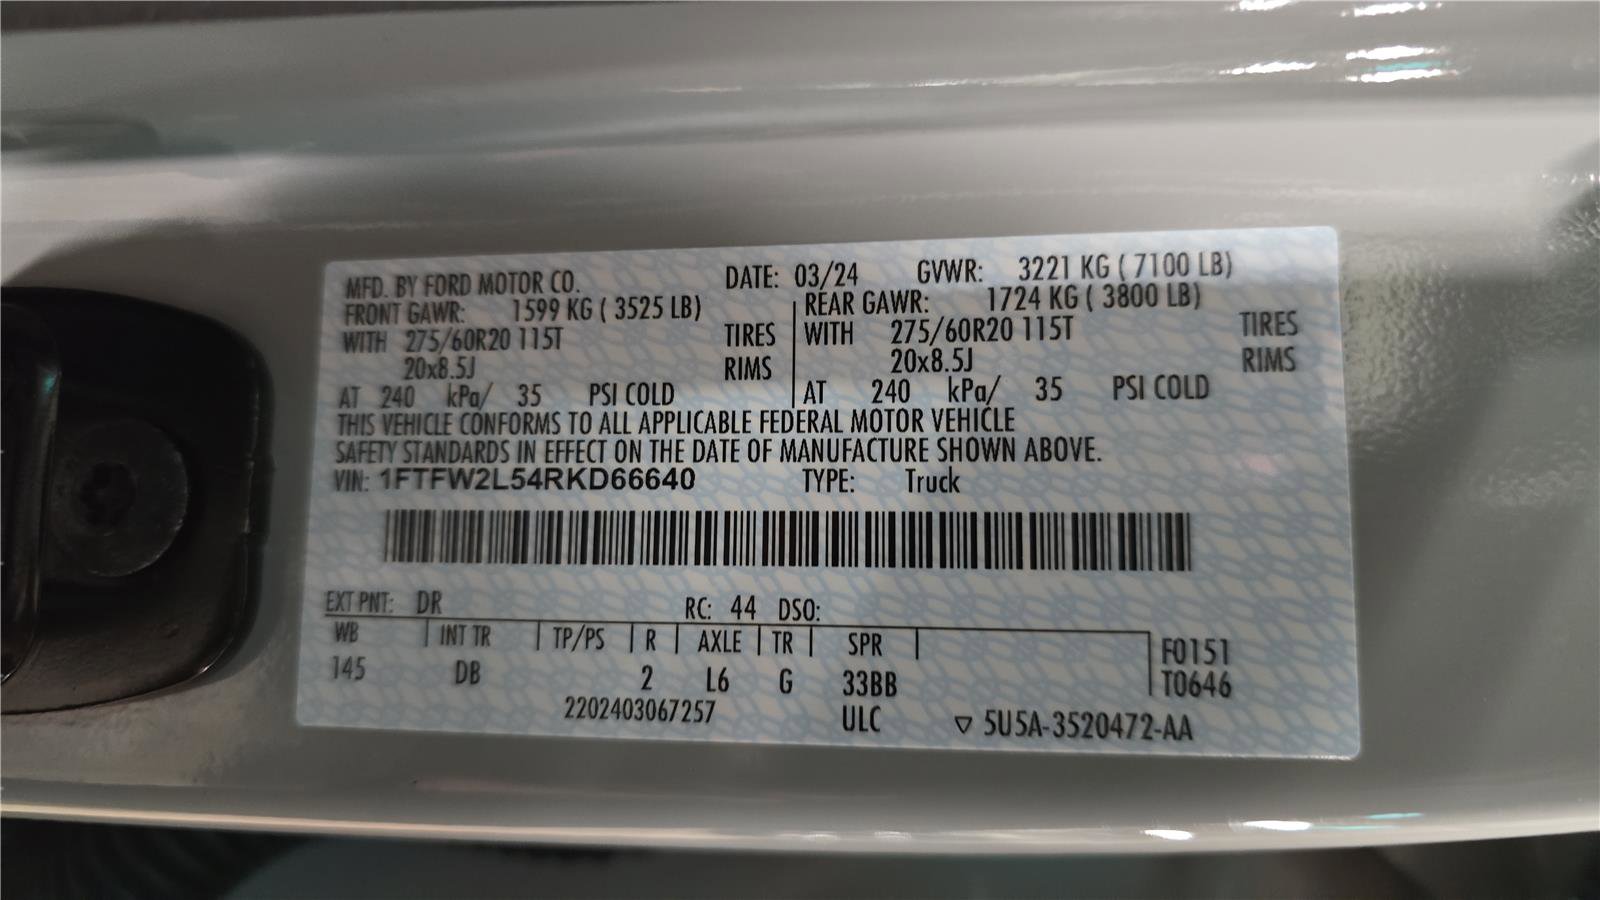 MFD. BY FORD MOTOR CO. DATE: 03/24 GVWR: 3221 KG ( 7100 LB)
FRONT GAWR: 1599 KG ( 3525 LB) REAR GAWR: 1724 KG ( 3800 LB)
WITH 275/60R20 115T TIRES WITH 275/60R20 115T TIRES
20x8.5J RIMS 20x8.5J RIMS
AT 240 kPa/ 35 PSI COLD AT 240 kPa/ 35 PSI COLD
THIS VEHICLE CONFORMS TO ALL APPLICABLE FEDERAL MOTOR VEHICLE
SAFETY STANDARDS IN EFFECT ON THE DATE OF MANUFACTURE SHOWN ABOVE.
VIN: 1FTFW2L54RKD66640 TYPE: Truck
EXT PNT: DR RC: 44 DSO:
WB INT TR TP/PS R AXLE TR SPR F0151
145 DB 2 L6 G 33BB T0646
2202403067257 ULC ▽ 5U5A-3520472-AA